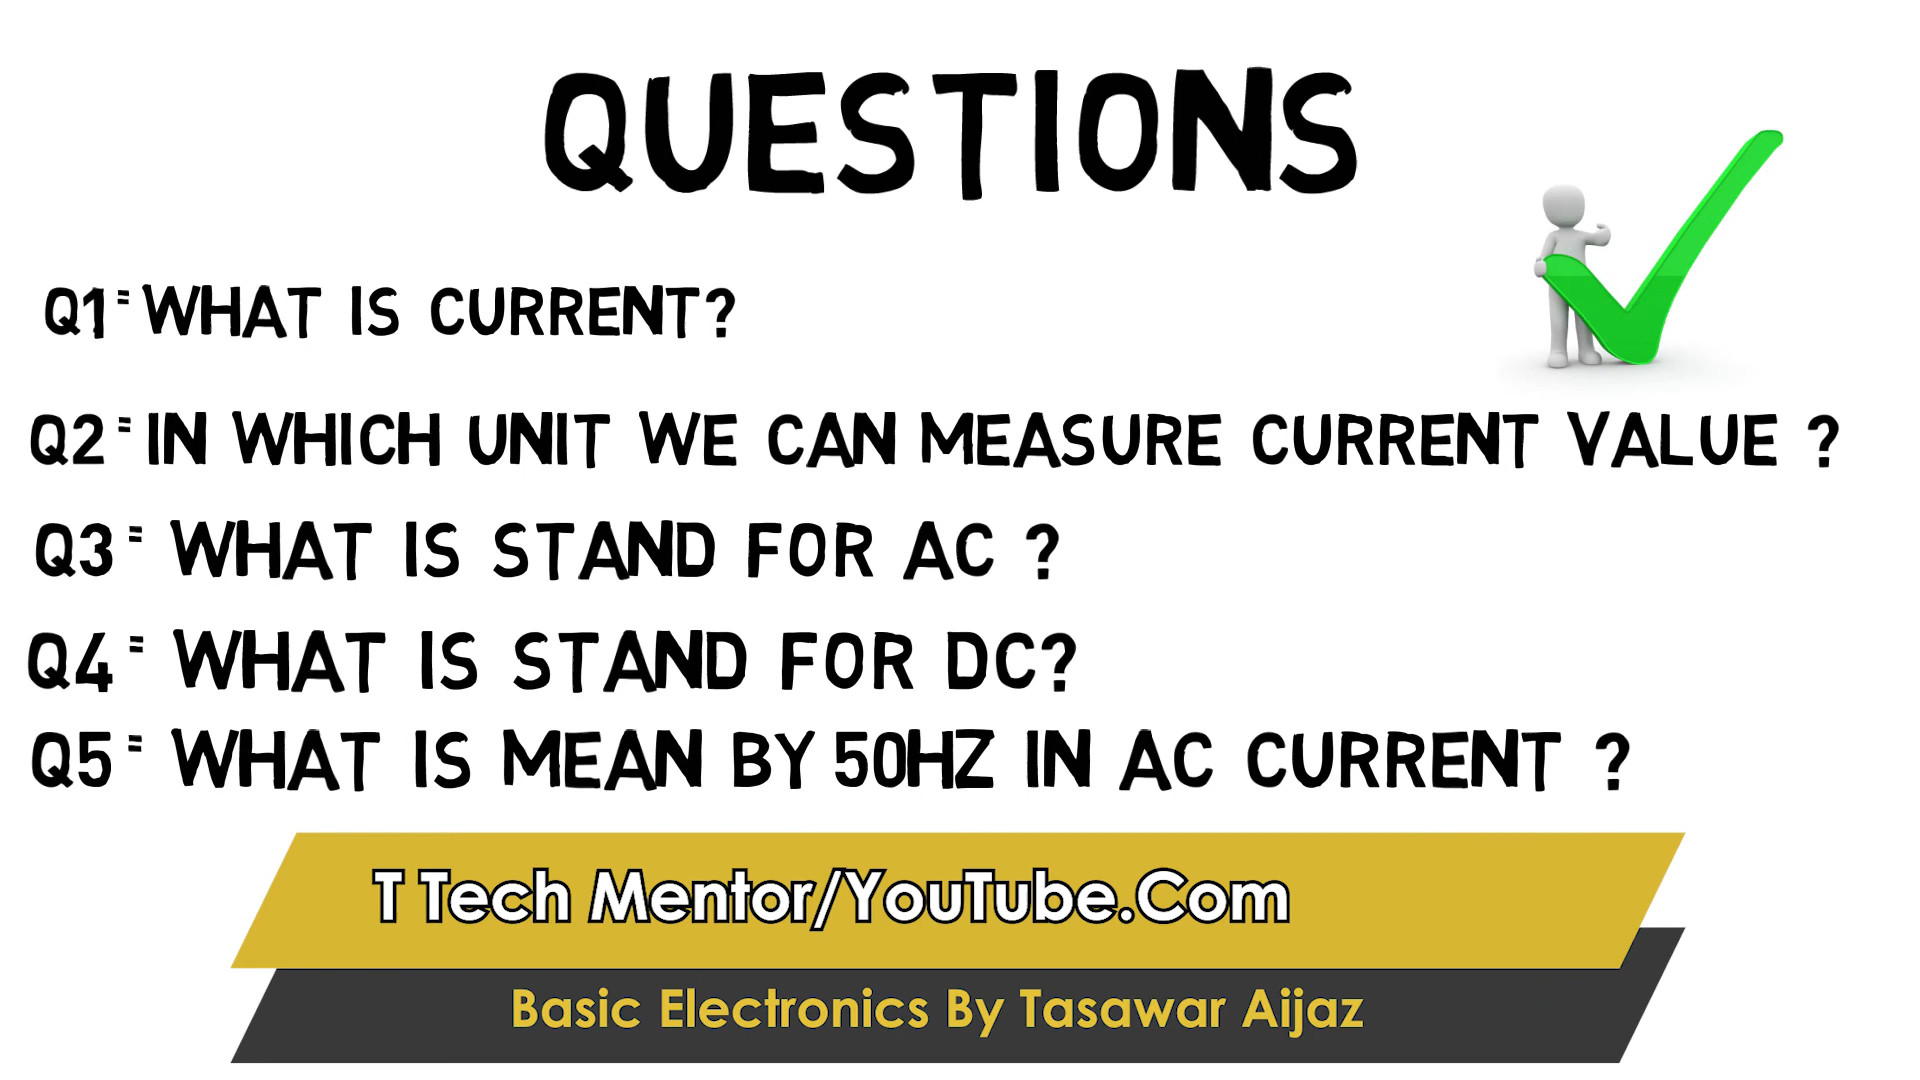 QUESTIONS
Q1= WHAT IS CURRENT?
Q2= IN WHICH UNIT WE CAN MEASURE CURRENT VALUE ?
Q3= WHAT IS STAND FOR AC ?
Q4= WHAT IS STAND FOR DC?
Q5= WHAT IS MEAN BY 50HZ IN AC CURRENT ?
T Tech Mentor/YouTube.Com
Basic Electronics By Tasawar Aijaz